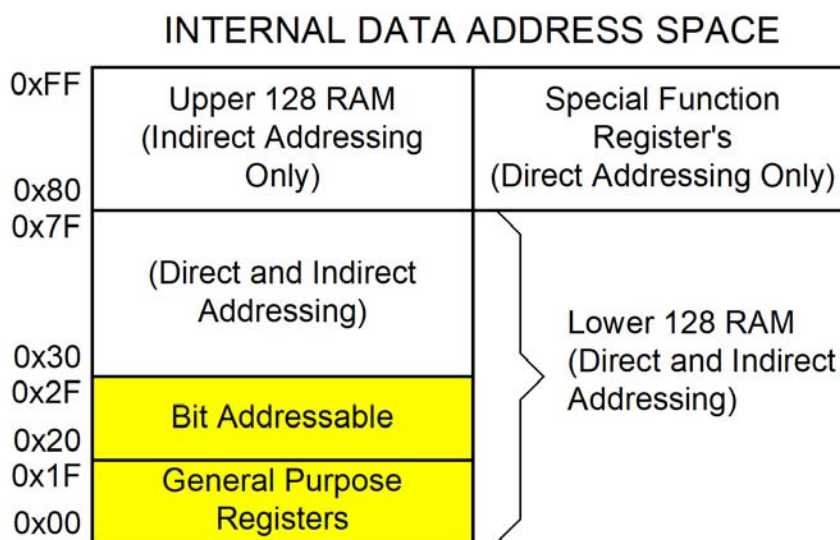 INTERNAL DATA ADDRESS SPACE
0xFF
Upper 128 RAM
(Indirect Addressing
Only)
0x80
Special Function
Register's
(Direct Addressing Only)
0x7F
(Direct and Indirect
Addressing)
0x30
0x2F
Bit Addressable
0x20
0x1F
General Purpose
Registers
0x00
Lower 128 RAM
(Direct and Indirect
Addressing)